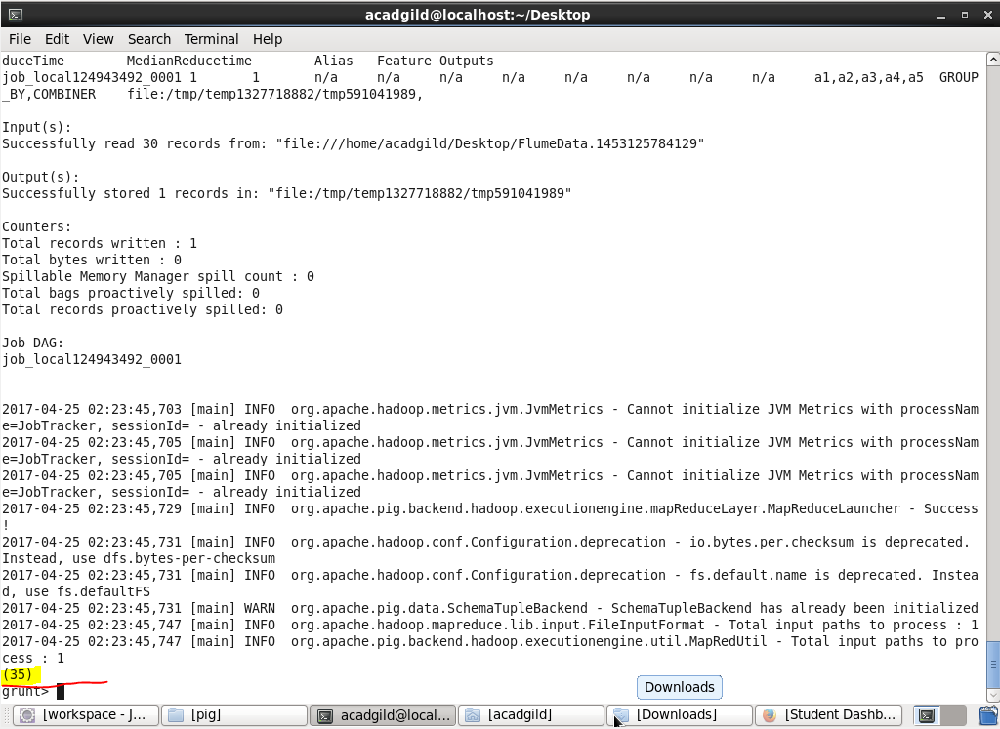 acadgild@localhost:~/Desktop
File Edit View Search Terminal Help
duceTime MedianReducetime Alias Feature Outputs
job_local124943492_0001 1 1 n/a n/a n/a n/a n/a n/a n/a n/a a1,a2,a3,a4,a5 GROUP
_BY,COMBINER file:/tmp/temp1327718882/tmp591041989,
Input(s):
Successfully read 30 records from: "file:///home/acadgild/Desktop/FlumeData.1453125784129"
Output(s):
Successfully stored 1 records in: "file:/tmp/temp1327718882/tmp591041989"
Counters:
Total records written : 1
Total bytes written : 0
Spillable Memory Manager spill count : 0
Total bags proactively spilled: 0
Total records proactively spilled: 0
Job DAG:
job_local124943492_0001
2017-04-25 02:23:45,703 [main] INFO org.apache.hadoop.metrics.jvm.JvmMetrics - Cannot initialize JVM Metrics with processNam
e=JobTracker, sessionId= - already initialized
2017-04-25 02:23:45,705 [main] INFO org.apache.hadoop.metrics.jvm.JvmMetrics - Cannot initialize JVM Metrics with processNam
e=JobTracker, sessionId= - already initialized
2017-04-25 02:23:45,705 [main] INFO org.apache.hadoop.metrics.jvm.JvmMetrics - Cannot initialize JVM Metrics with processNam
e=JobTracker, sessionId= - already initialized
2017-04-25 02:23:45,729 [main] INFO org.apache.pig.backend.hadoop.executionengine.mapReduceLayer.MapReduceLauncher - Success
!
2017-04-25 02:23:45,731 [main] INFO org.apache.hadoop.conf.Configuration.deprecation - io.bytes.per.checksum is deprecated.
Instead, use dfs.bytes-per-checksum
2017-04-25 02:23:45,731 [main] INFO org.apache.hadoop.conf.Configuration.deprecation - fs.default.name is deprecated. Instea
d, use fs.defaultFS
2017-04-25 02:23:45,731 [main] WARN org.apache.pig.data.SchemaTupleBackend - SchemaTupleBackend has already been initialized
2017-04-25 02:23:45,747 [main] INFO org.apache.hadoop.mapreduce.lib.input.FileInputFormat - Total input paths to process : 1
2017-04-25 02:23:45,747 [main] INFO org.apache.pig.backend.hadoop.executionengine.util.MapRedUtil - Total input paths to pro
cess : 1
(35)
grunt>
Downloads
[workspace - J... [pig] acadgild@local... [acadgild] [Downloads] [Student Dashb...